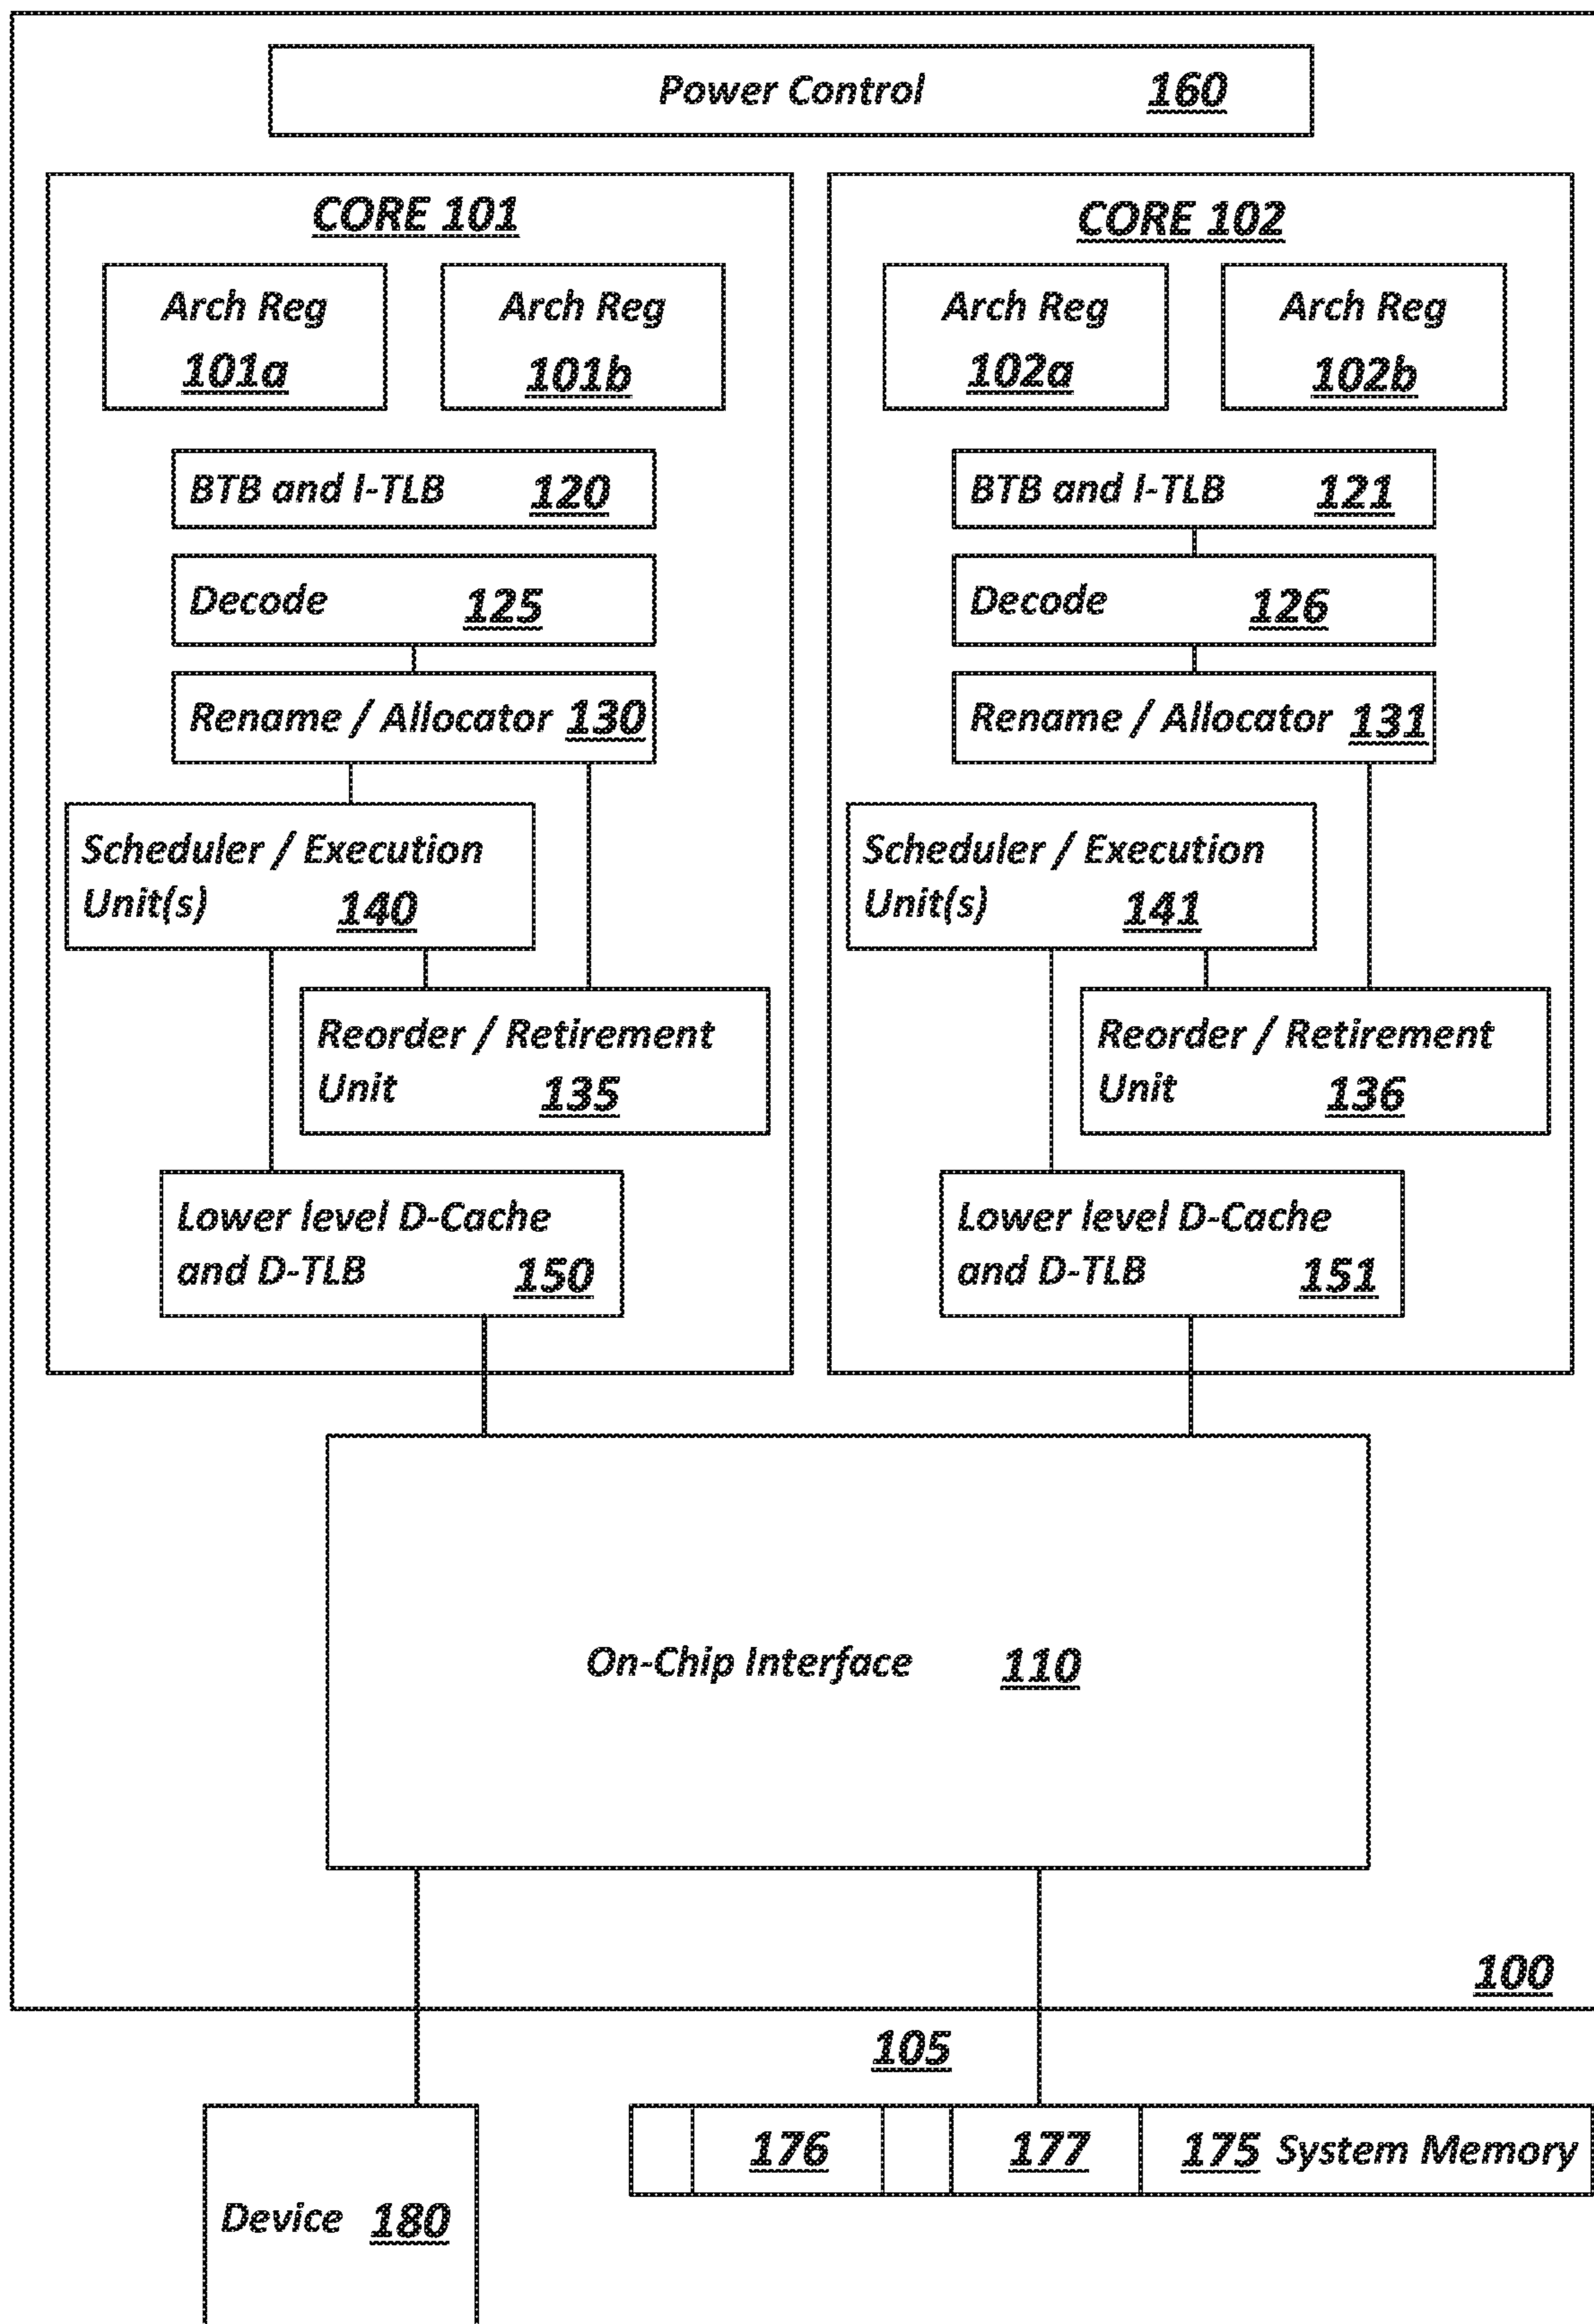 Power Control 160
CORE 101
Arch Reg
101a
Arch Reg
101b
BTB and I-TLB 120
Decode 125
Rename / Allocator 130
Scheduler / Execution
Unit(s) 140
Reorder / Retirement
Unit 135
Lower level D-Cache
and D-TLB 150
CORE 102
Arch Reg
102a
Arch Reg
102b
BTB and I-TLB 121
Decode 126
Rename / Allocator 131
Scheduler / Execution
Unit(s) 141
Reorder / Retirement
Unit 136
Lower level D-Cache
and D-TLB 151
On-Chip Interface 110
100
105
176 177 175 System Memory
Device 180